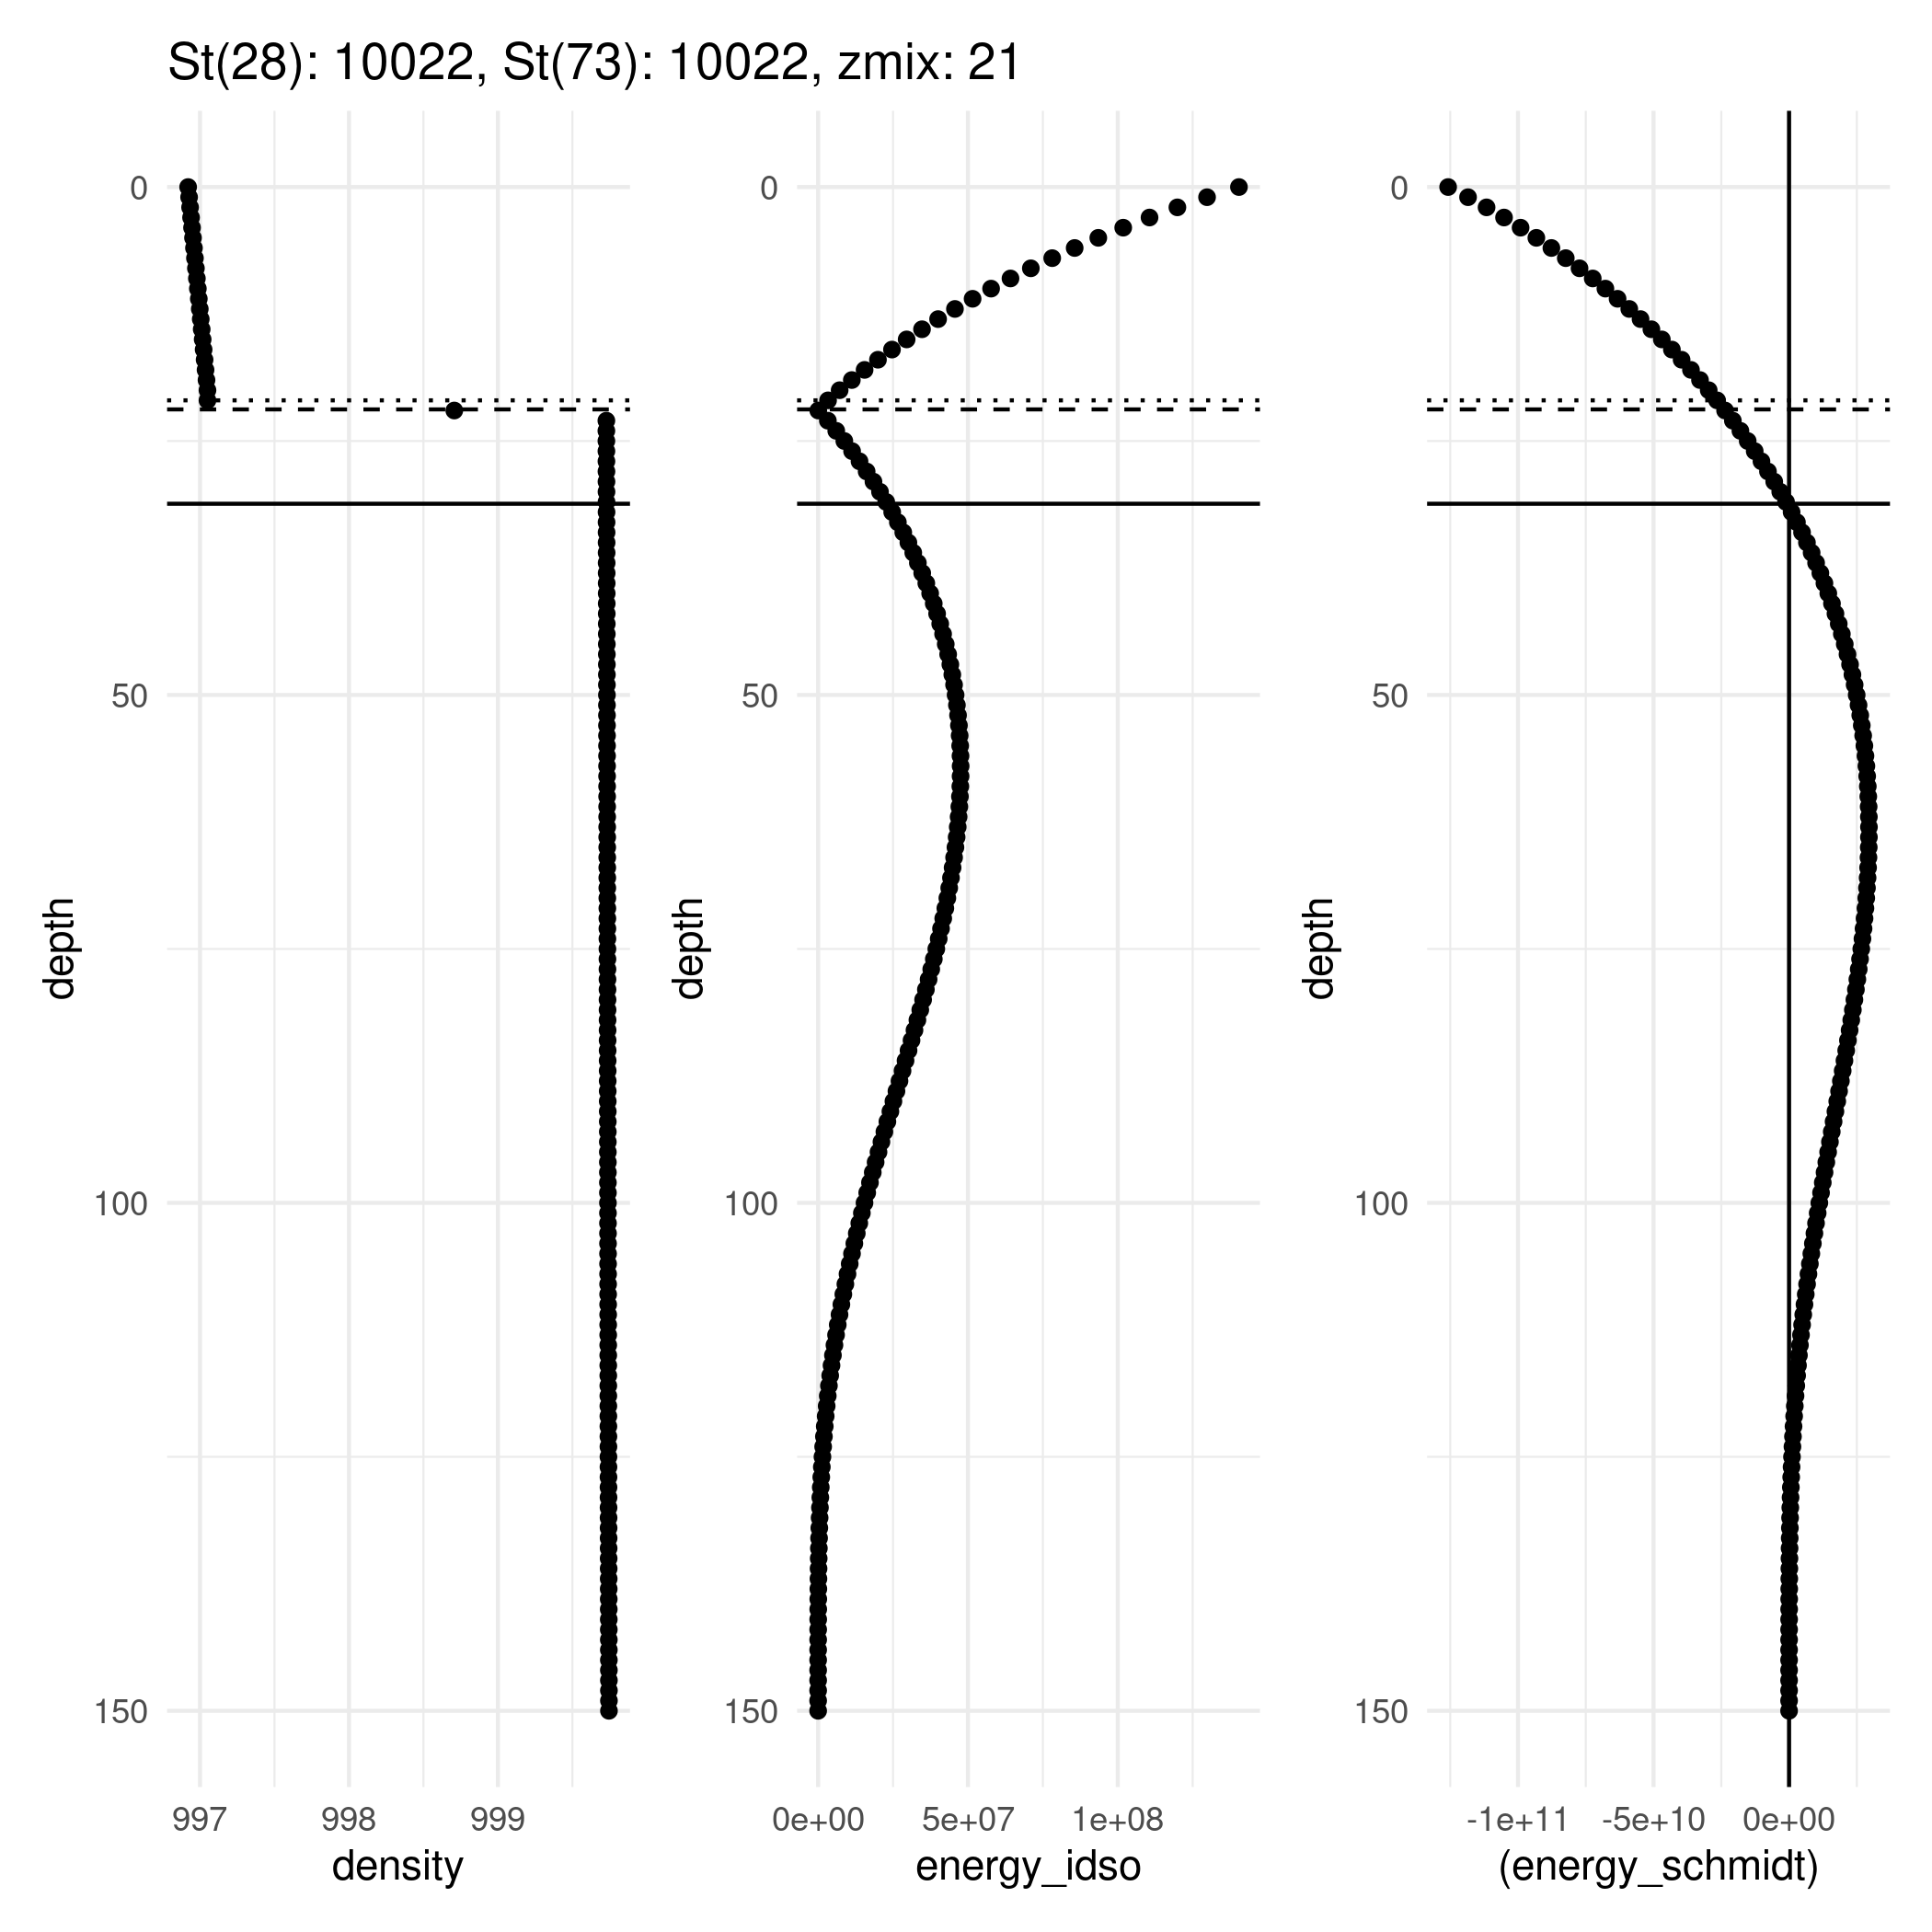 St(28): 10022, St(73): 10022, zmix: 21
0
50
100
150
depth
997 998 999
density
0
50
100
150
depth
0e+00 5e+07 1e+08
energy_idso
0
50
100
150
depth
-1e+11 -5e+10 0e+00
(energy_schmidt)